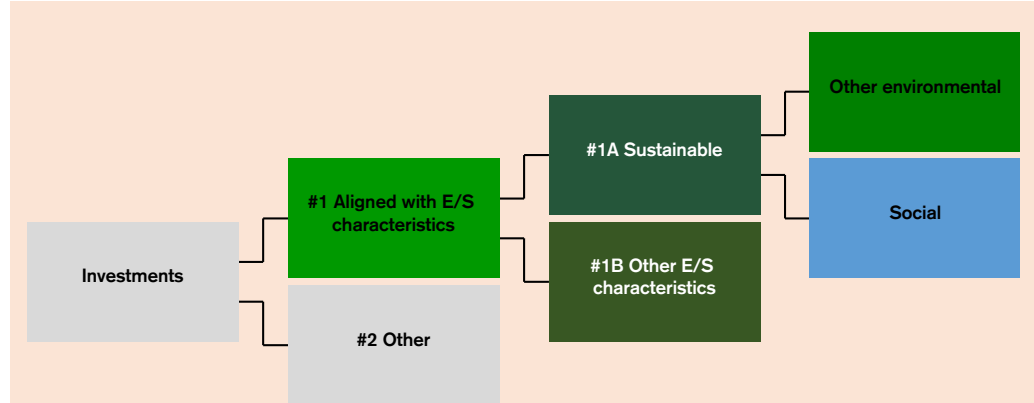 Investments
#1 Aligned with E/S
characteristics
#2 Other
#1A Sustainable
#1B Other E/S
characteristics
Other environmental
Social